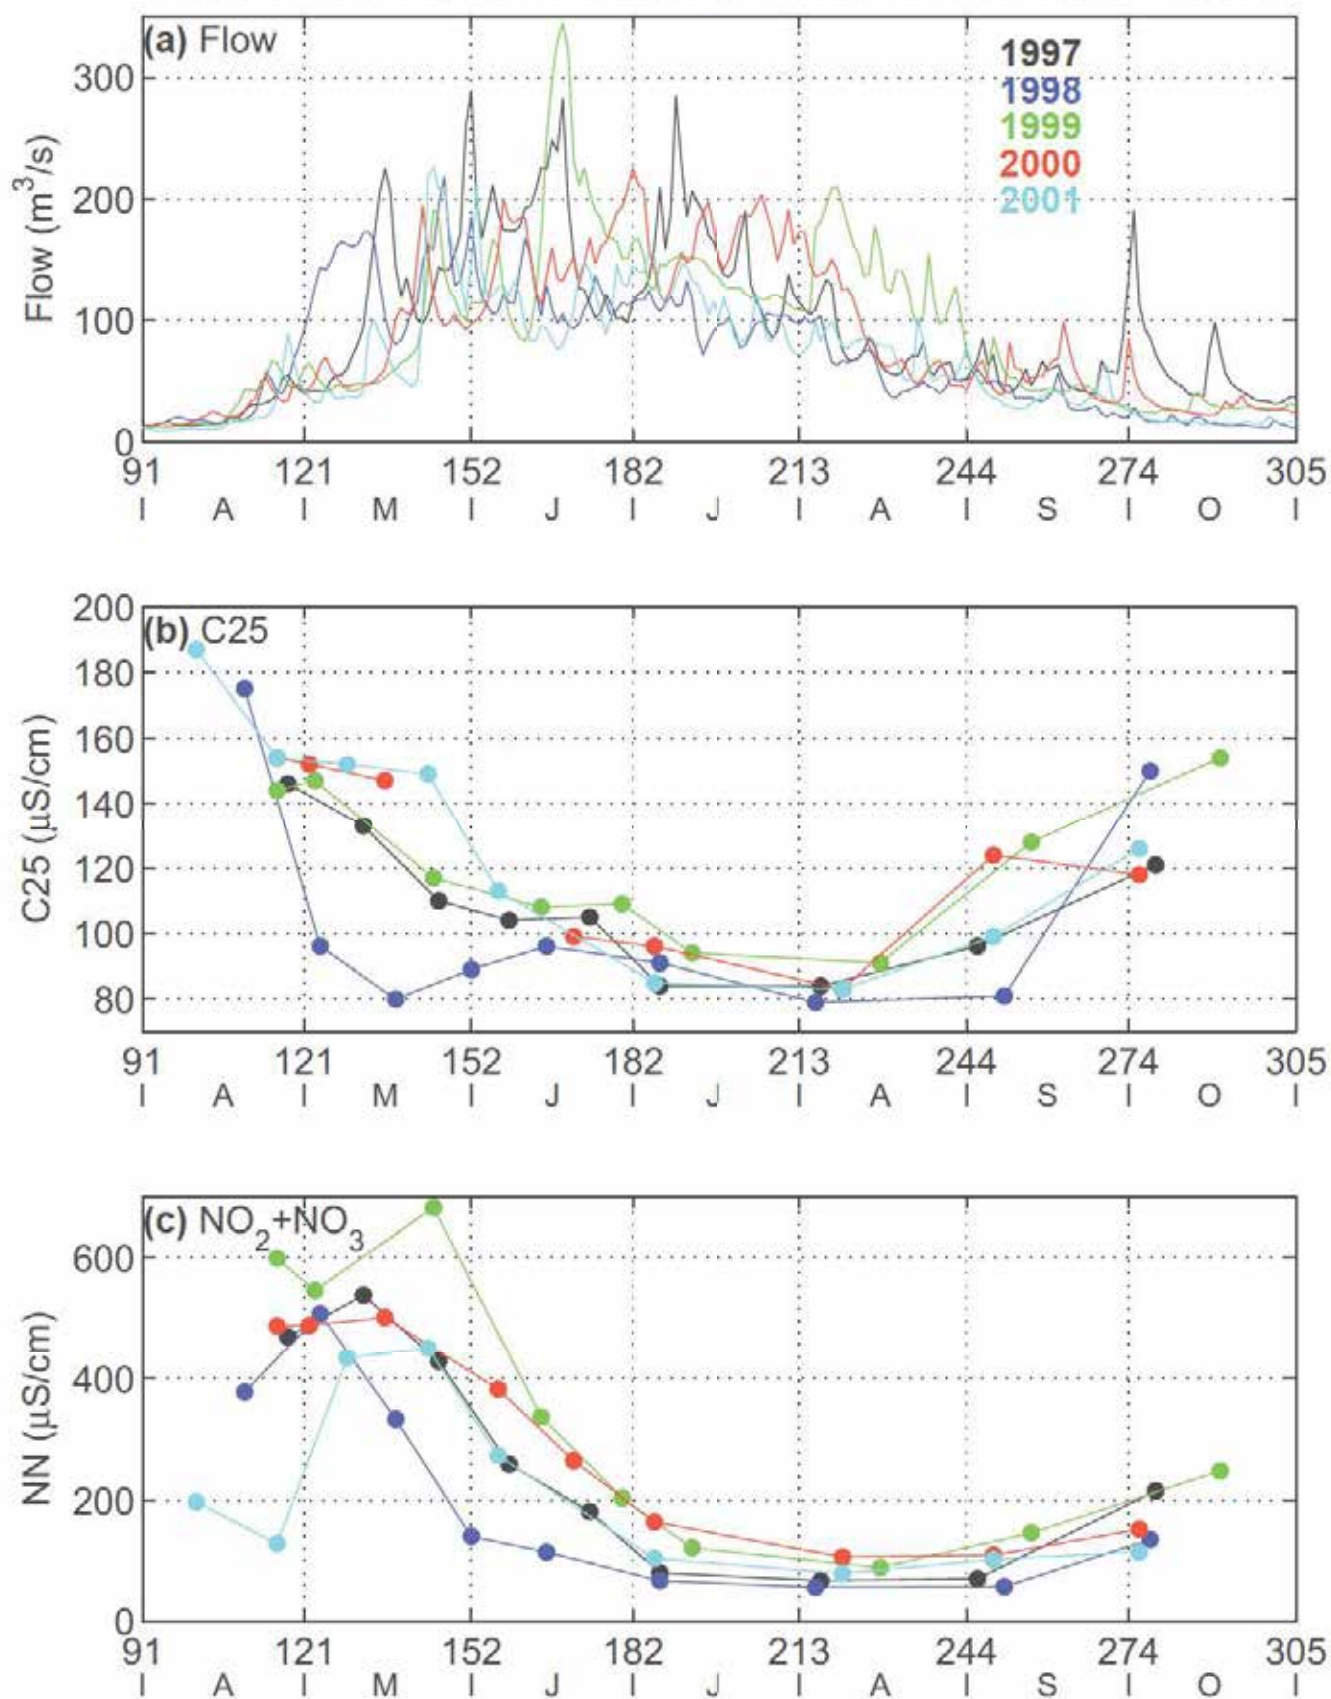 (a) Flow
1997
1998
1999
2000
2001
Flow (m³/s)
300
200
100
0
91 121 152 182 213 244 274 305
A M J J A S O
(b) C25
C25 (µS/cm)
200
180
160
140
120
100
80
91 121 152 182 213 244 274 305
A M J J A S O
(c) NO₂+NO₃
NN (µS/cm)
600
400
200
0
91 121 152 182 213 244 274 305
A M J J A S O